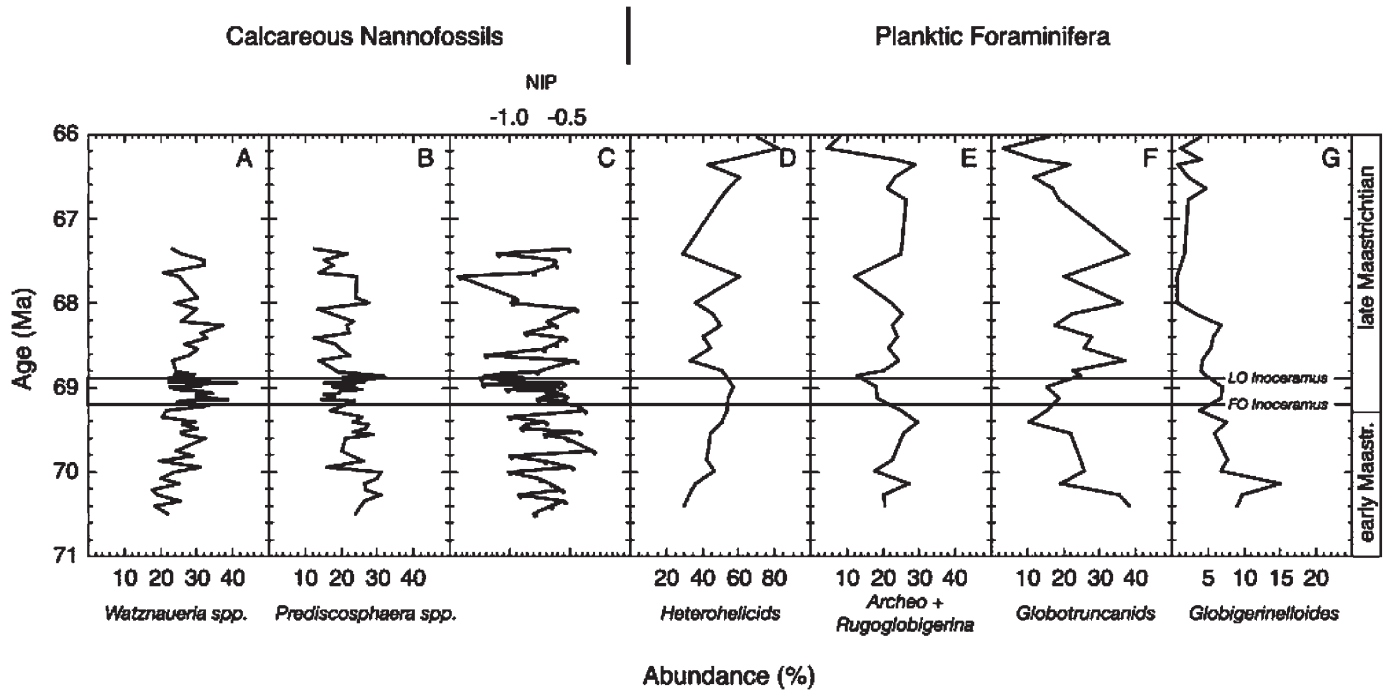 Calcareous Nannofossils
Planktic Foraminifera
NIP
-1.0 -0.5
A B C D E F G
Age (Ma)
66
67
68
69
70
71
late Maastrichtian
early Maastr.
LO Inoceramus
FO Inoceramus
10 20 30 40
10 20 30 40
20 40 60 80
10 20 30 40
10 20 30 40
5 10 15 20
Watznaueria spp.
Prediscosphaera spp.
Heterohelicids
Archeo +
Rugoglobigerina
Globotruncanids
Globigerinelloides
Abundance (%)